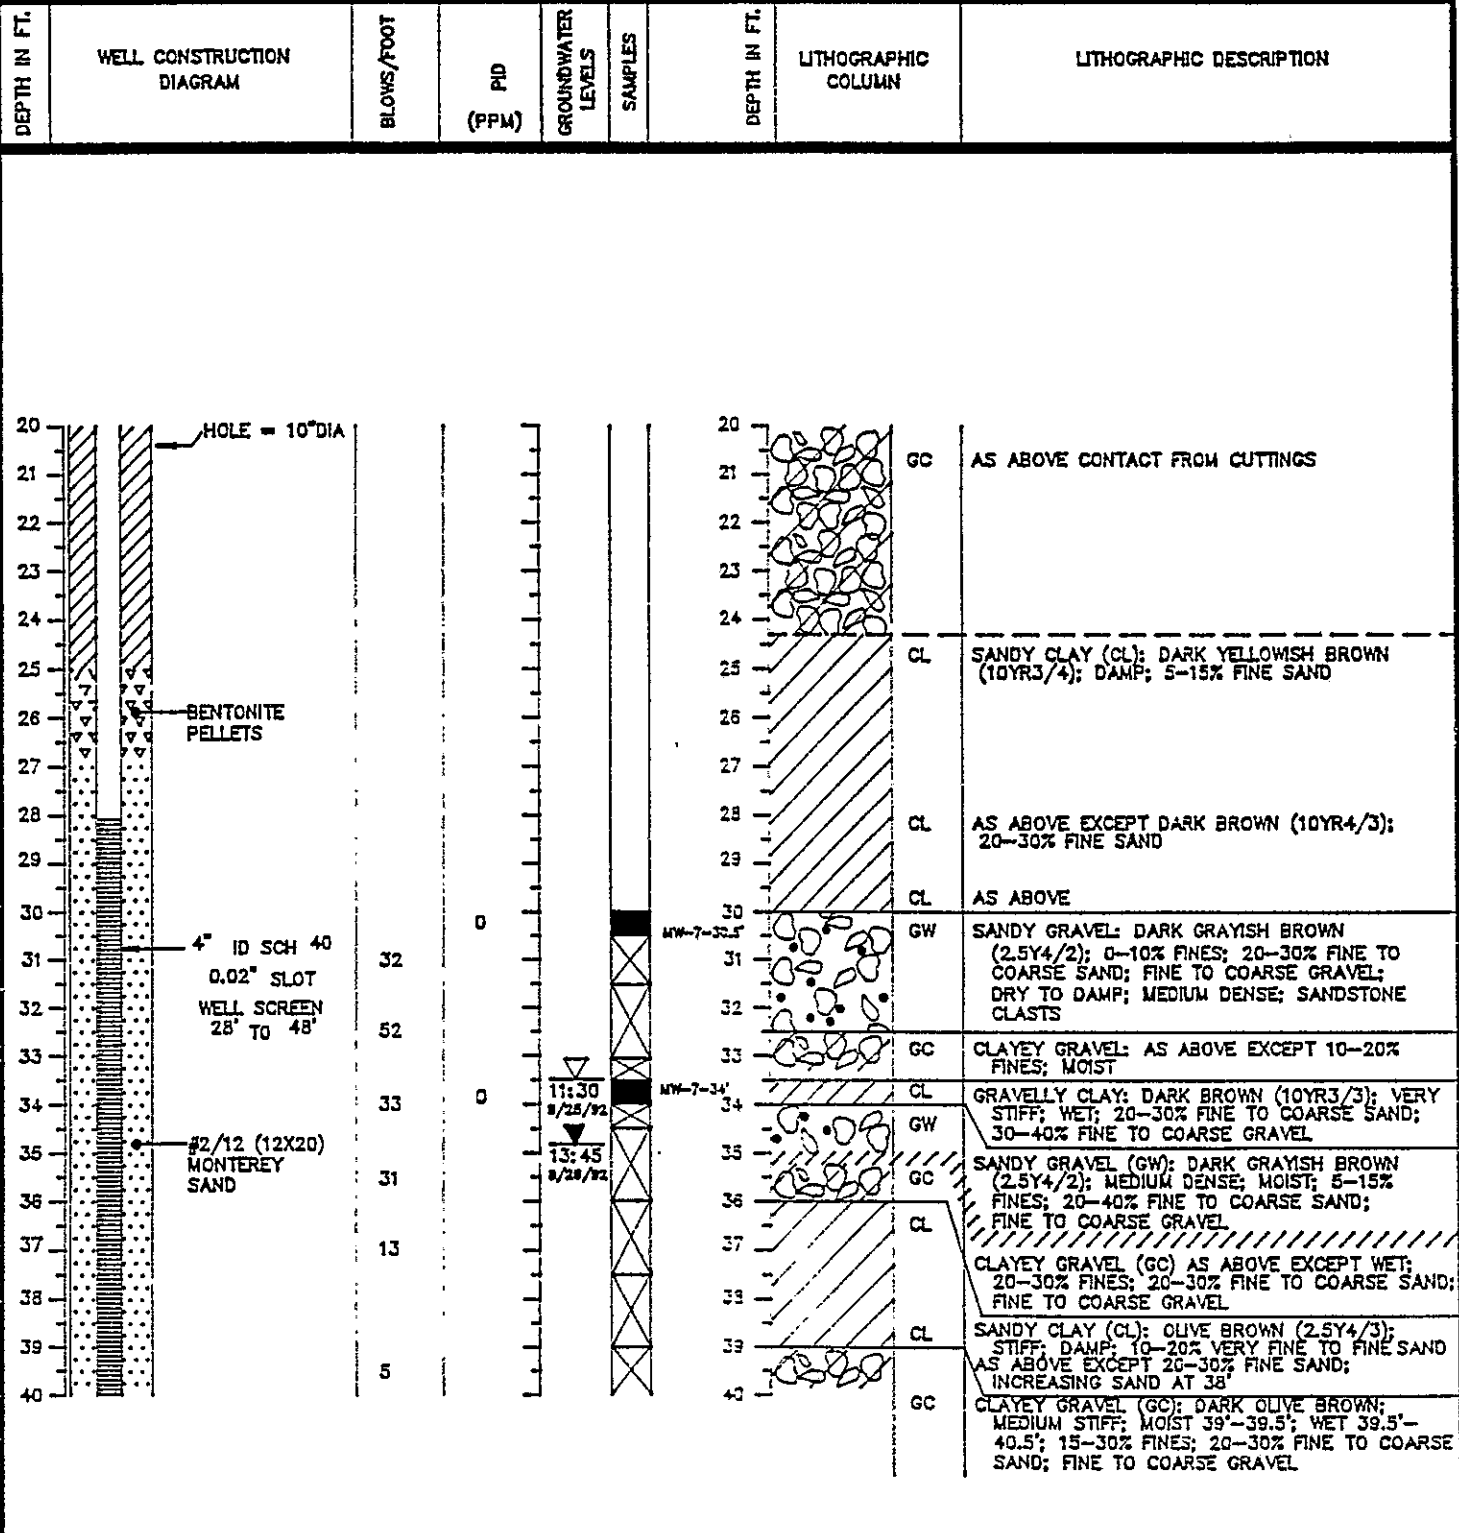 DEPTH IN FT.
WELL CONSTRUCTION
DIAGRAM
BLOWS/FOOT
PID
(PPM)
GROUNDWATER
LEVELS
SAMPLES
DEPTH IN FT.
LITHOGRAPHIC
COLUMN
LITHOGRAPHIC DESCRIPTION
20
21
22
23
24
25
26
27
28
29
30
31
32
33
34
35
36
37
38
39
40
HOLE = 10"DIA
BENTONITE
PELLETS
4" ID SCH 40
0.02" SLOT
WELL SCREEN
28' TO 48'
#2/12 (12X20)
MONTEREY
SAND
32
52
33
31
13
5
0
0
11:30
13:45
MW-7-34'
20
21
22
23
24
25
26
27
28
29
30
31
32
33
34
35
36
37
38
39
40
GC
CL
CL
CL
GW
GC
CL
GW
GC
CL
CL
GC
AS ABOVE CONTACT FROM CUTTINGS
SANDY CLAY (CL): DARK YELLOWISH BROWN
(10YR3/4); DAMP; 5-15% FINE SAND
AS ABOVE EXCEPT DARK BROWN (10YR4/3);
20-30% FINE SAND
AS ABOVE
SANDY GRAVEL: DARK GRAYISH BROWN
(2.5Y4/2); 0-10% FINES; 20-30% FINE TO
COARSE SAND; FINE TO COARSE GRAVEL;
DRY TO DAMP; MEDIUM DENSE; SANDSTONE
CLASTS
CLAYEY GRAVEL: AS ABOVE EXCEPT 10-20%
FINES; MOIST
GRAVELLY CLAY: DARK BROWN (10YR3/3); VERY
STIFF; WET; 20-30% FINE TO COARSE SAND;
30-40% FINE TO COARSE GRAVEL
SANDY GRAVEL (GW): DARK GRAYISH BROWN
(2.5Y4/2); MEDIUM DENSE; MOIST; 5-15%
FINES; 20-40% FINE TO COARSE SAND;
FINE TO COARSE GRAVEL
CLAYEY GRAVEL (GC) AS ABOVE EXCEPT WET;
20-30% FINES; 20-30% FINE TO COARSE SAND;
FINE TO COARSE GRAVEL
SANDY CLAY (CL): OLIVE BROWN (2.5Y4/3);
STIFF; DAMP; 10-20% VERY FINE TO FINE SAND
AS ABOVE EXCEPT 20-30% FINE SAND;
INCREASING SAND AT 38'
CLAYEY GRAVEL (GC): DARK OLIVE BROWN;
MEDIUM STIFF; MOIST 39'-39.5'; WET 39.5'-
40.5'; 15-30% FINES; 20-30% FINE TO COARSE
SAND; FINE TO COARSE GRAVEL